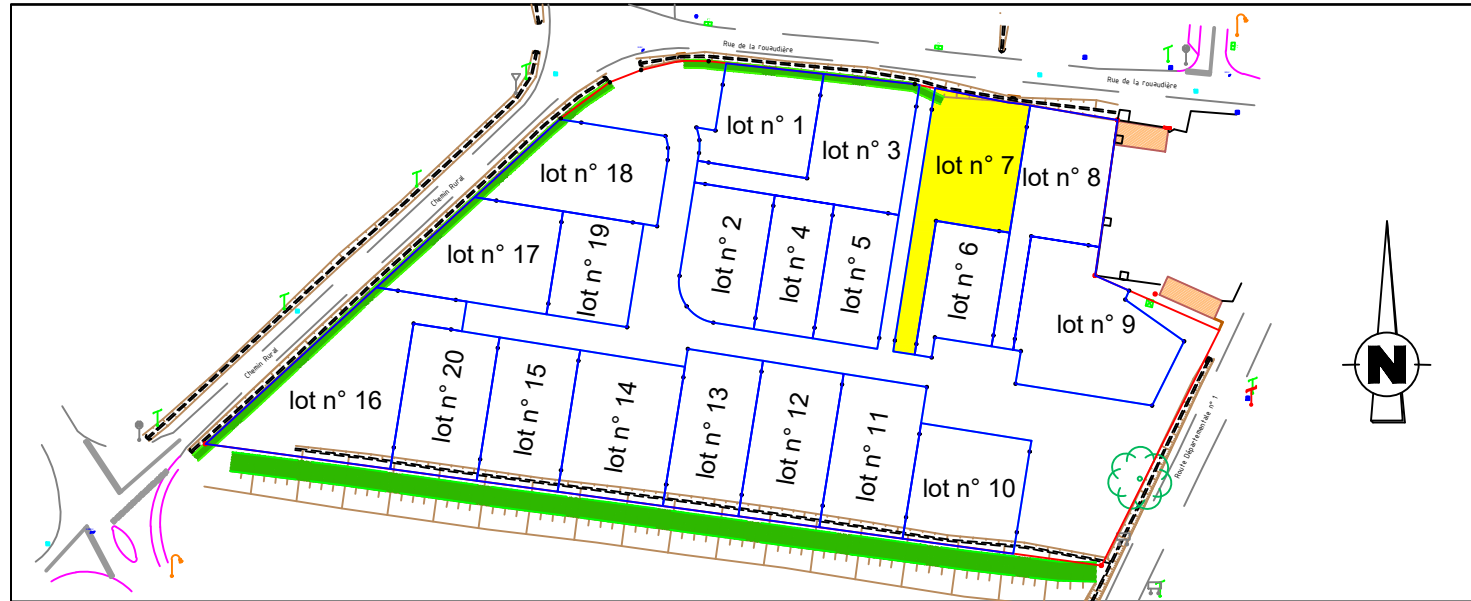 Rue de la rouaudière
Rue de la rouaudière
lot n° 1
lot n° 3
lot n° 7
lot n° 8
lot n° 18
Chemin Rural
lot n° 17
lot n° 19
lot n° 2
lot n° 4
lot n° 5
lot n° 6
lot n° 9
N
Chemin Rural
lot n° 16
lot n° 20
lot n° 15
lot n° 14
lot n° 13
lot n° 12
lot n° 11
lot n° 10
Route Départementale n° 1